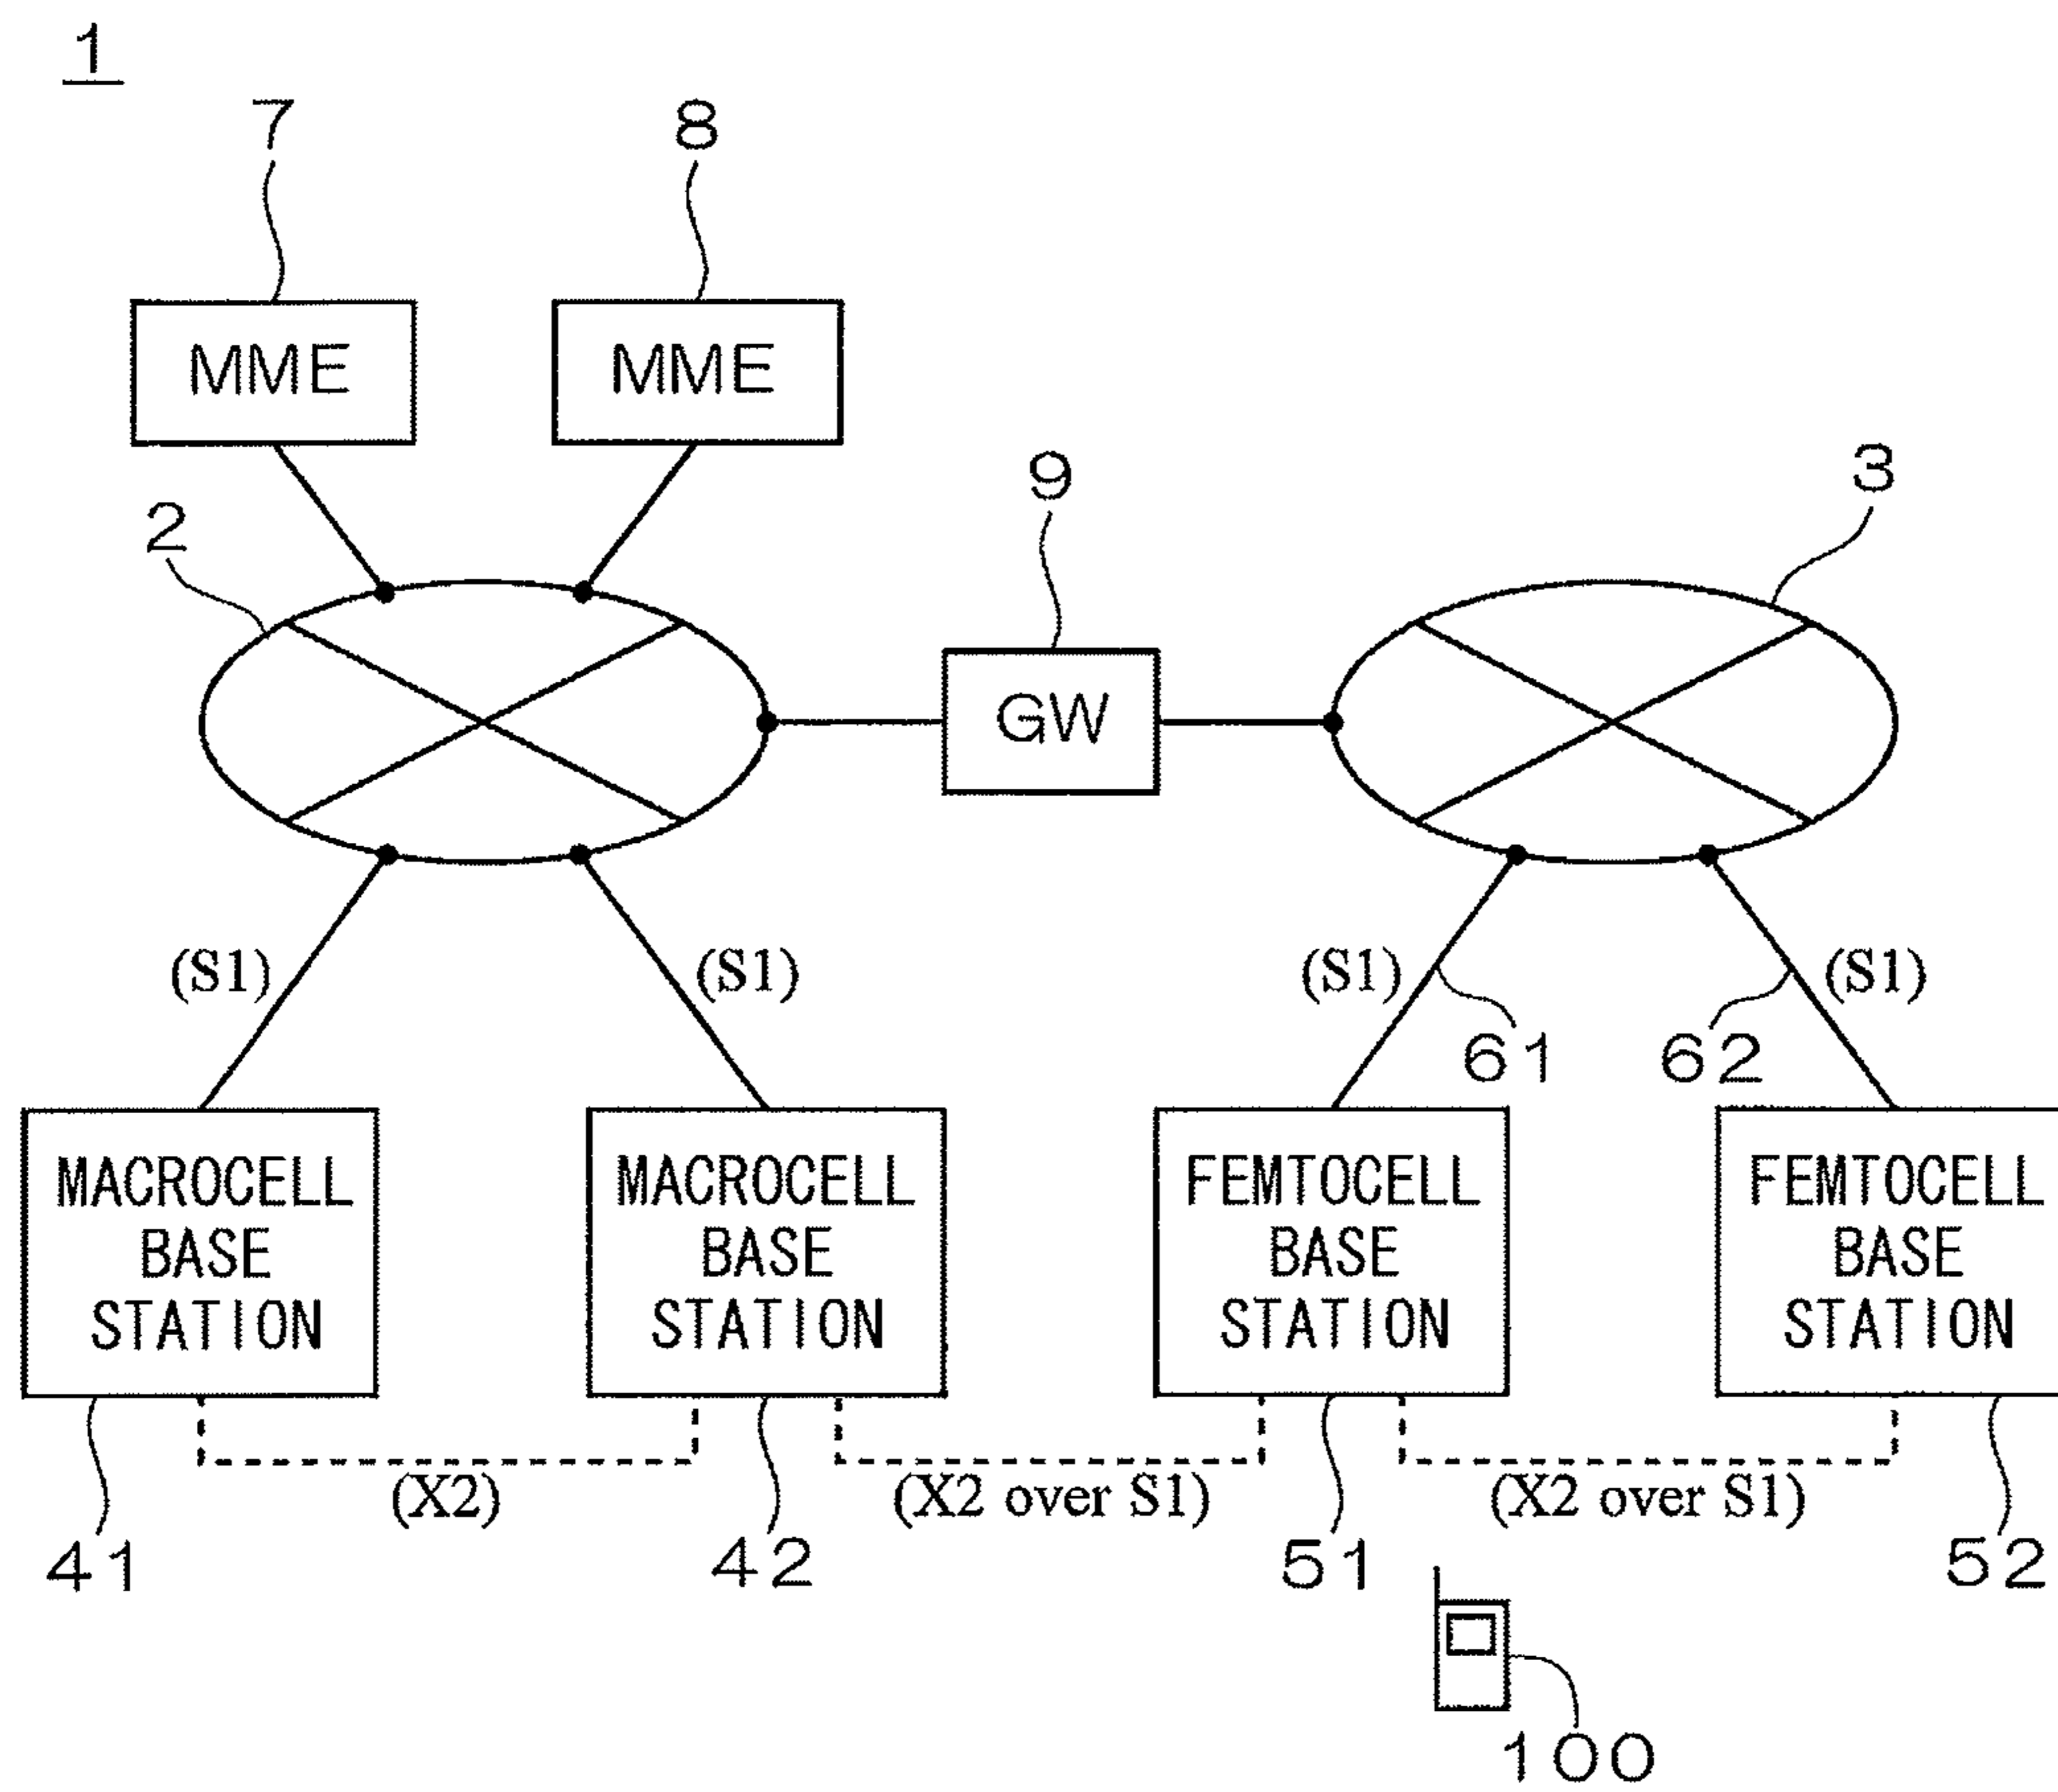 1
7
8
MME
MME
2
9
3
GW
(S1)
(S1)
(S1)
(S1)
61
62
MACROCELL
BASE
STATION
MACROCELL
BASE
STATION
FEMTOCELL
BASE
STATION
FEMTOCELL
BASE
STATION
(X2)
(X2 over S1)
(X2 over S1)
41
42
51
52
100